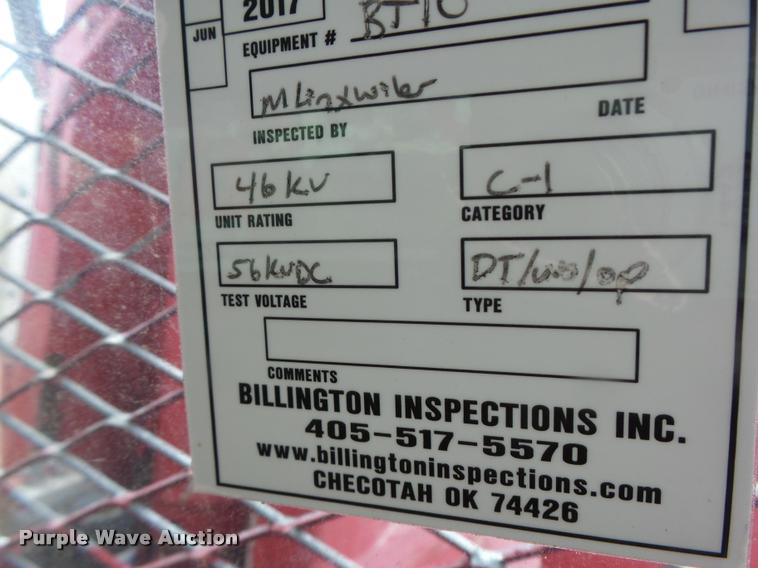 2017
JUN
EQUIPMENT # BT10
M Linxwiler
INSPECTED BY DATE
46 KV C-1
UNIT RATING CATEGORY
56 KVDC DT/
TEST VOLTAGE TYPE
COMMENTS
BILLINGTON INSPECTIONS INC.
405-517-5570
www.billingtoninspections.com
CHECOTAH OK 74426
Purple Wave Auction